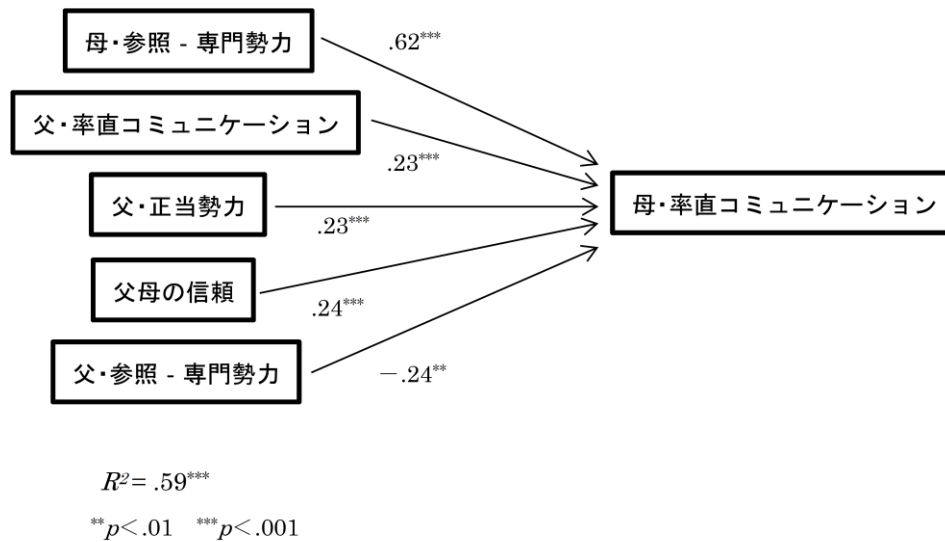 母・参照 - 専門勢力
.62***
父・率直コミュニケーション
.23***
父・正当勢力
.23***
母・率直コミュニケーション
父母の信頼
.24***
父・参照 - 専門勢力
－.24**
R²= .59***
**p<.01 ***p<.001